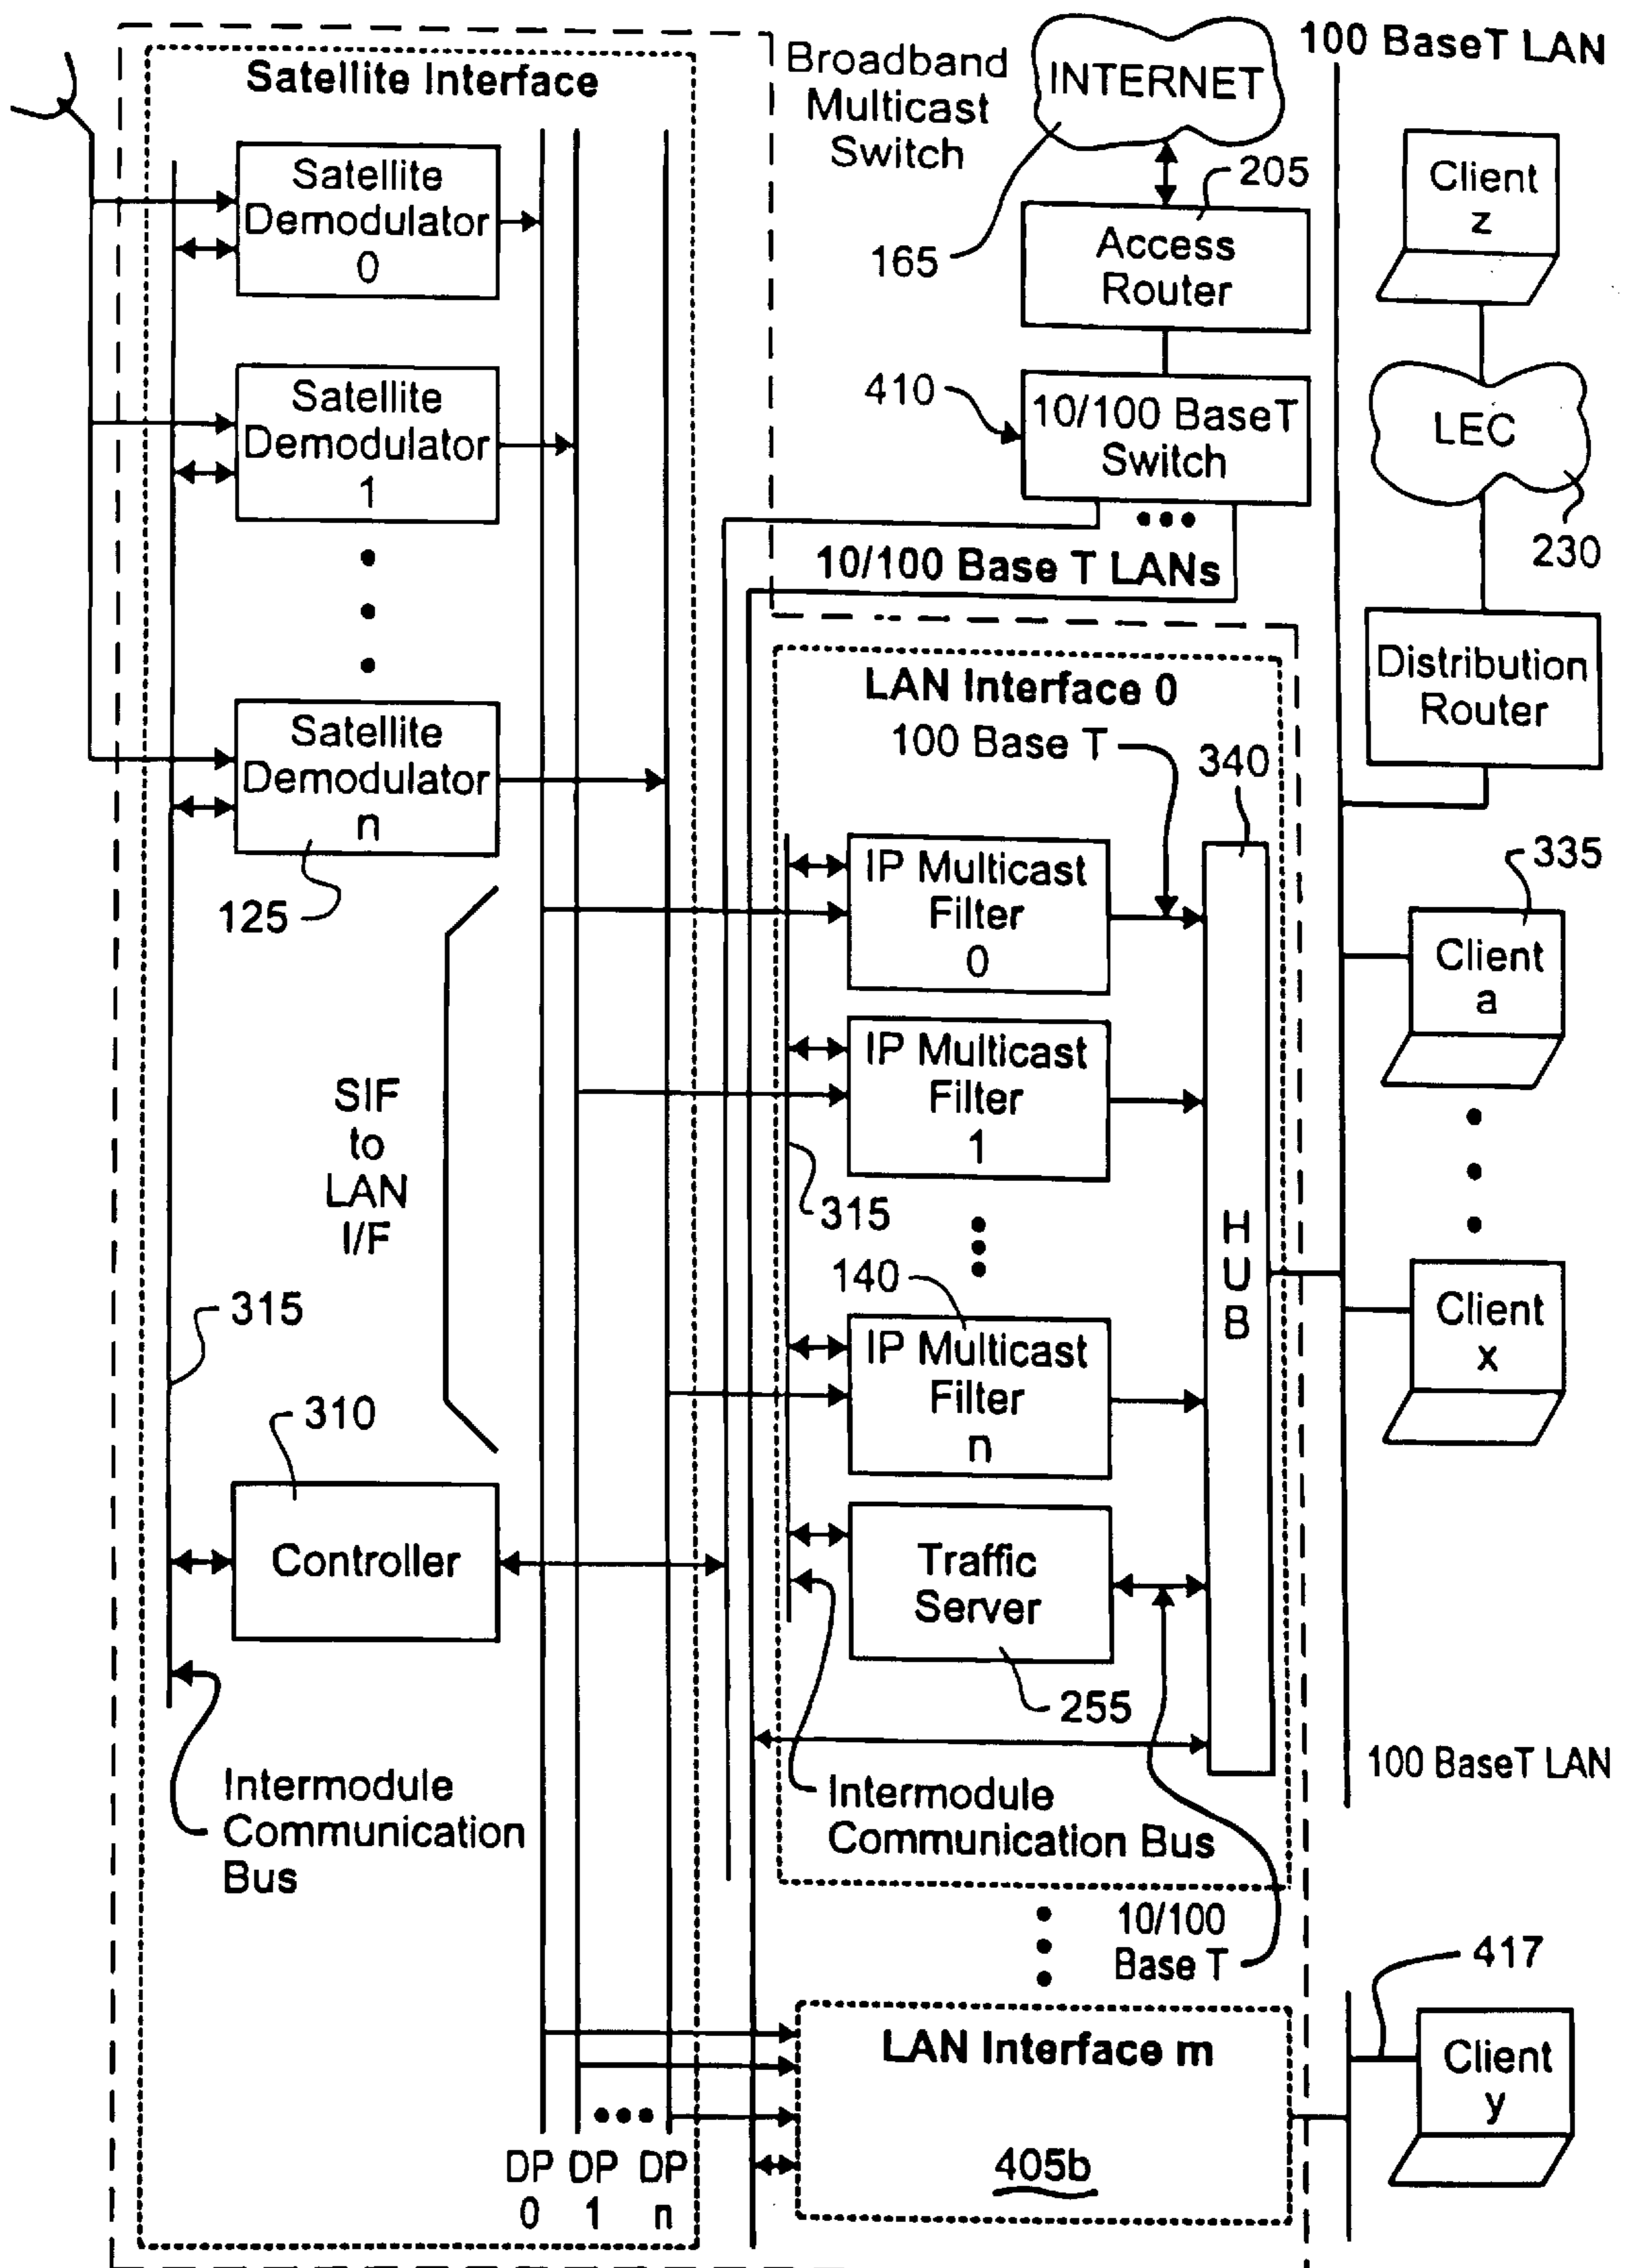 Satellite Interface
Broadband
Multicast
Switch
INTERNET
100 BaseT LAN
165
205
Access
Router
410
10/100 BaseT
Switch
10/100 Base T LANs
Client
z
LEC
230
Distribution
Router
Satellite
Demodulator
0
Satellite
Demodulator
1
Satellite
Demodulator
n
125
SIF
to
LAN
I/F
315
310
Controller
Intermodule
Communication
Bus
DP DP DP
0 1 n
LAN Interface 0
100 Base T
340
IP Multicast
Filter
0
IP Multicast
Filter
1
315
140
IP Multicast
Filter
n
Traffic
Server
255
H
U
B
Intermodule
Communication Bus
10/100
Base T
335
Client
a
Client
x
100 BaseT LAN
LAN Interface m
405b
417
Client
y